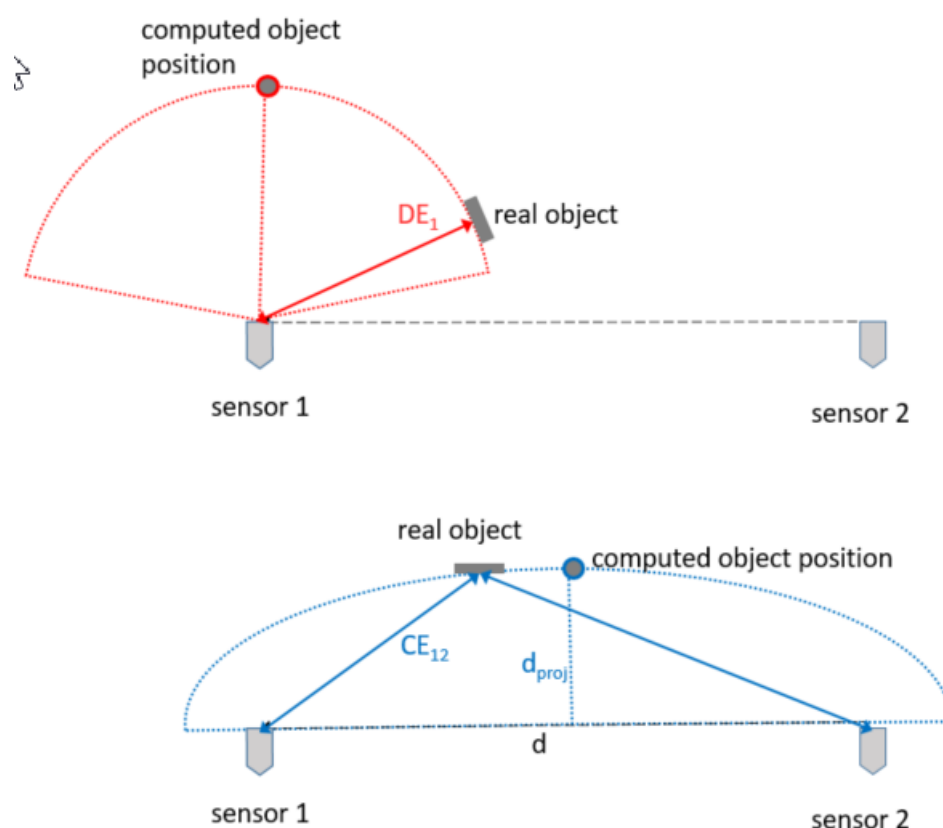 computed object
position
DE₁
real object
sensor 1
sensor 2
real object
computed object position
CE₁₂
d_proj
d
sensor 1
sensor 2